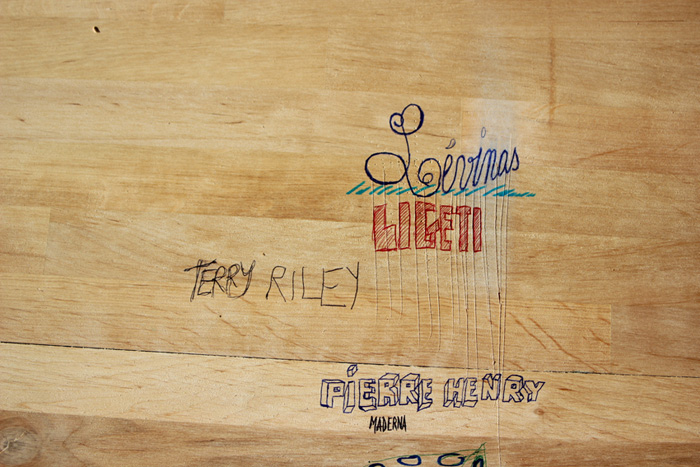 Lévinas
LIGETI
TERRY RILEY
PIERRE HENRY
MADERNA